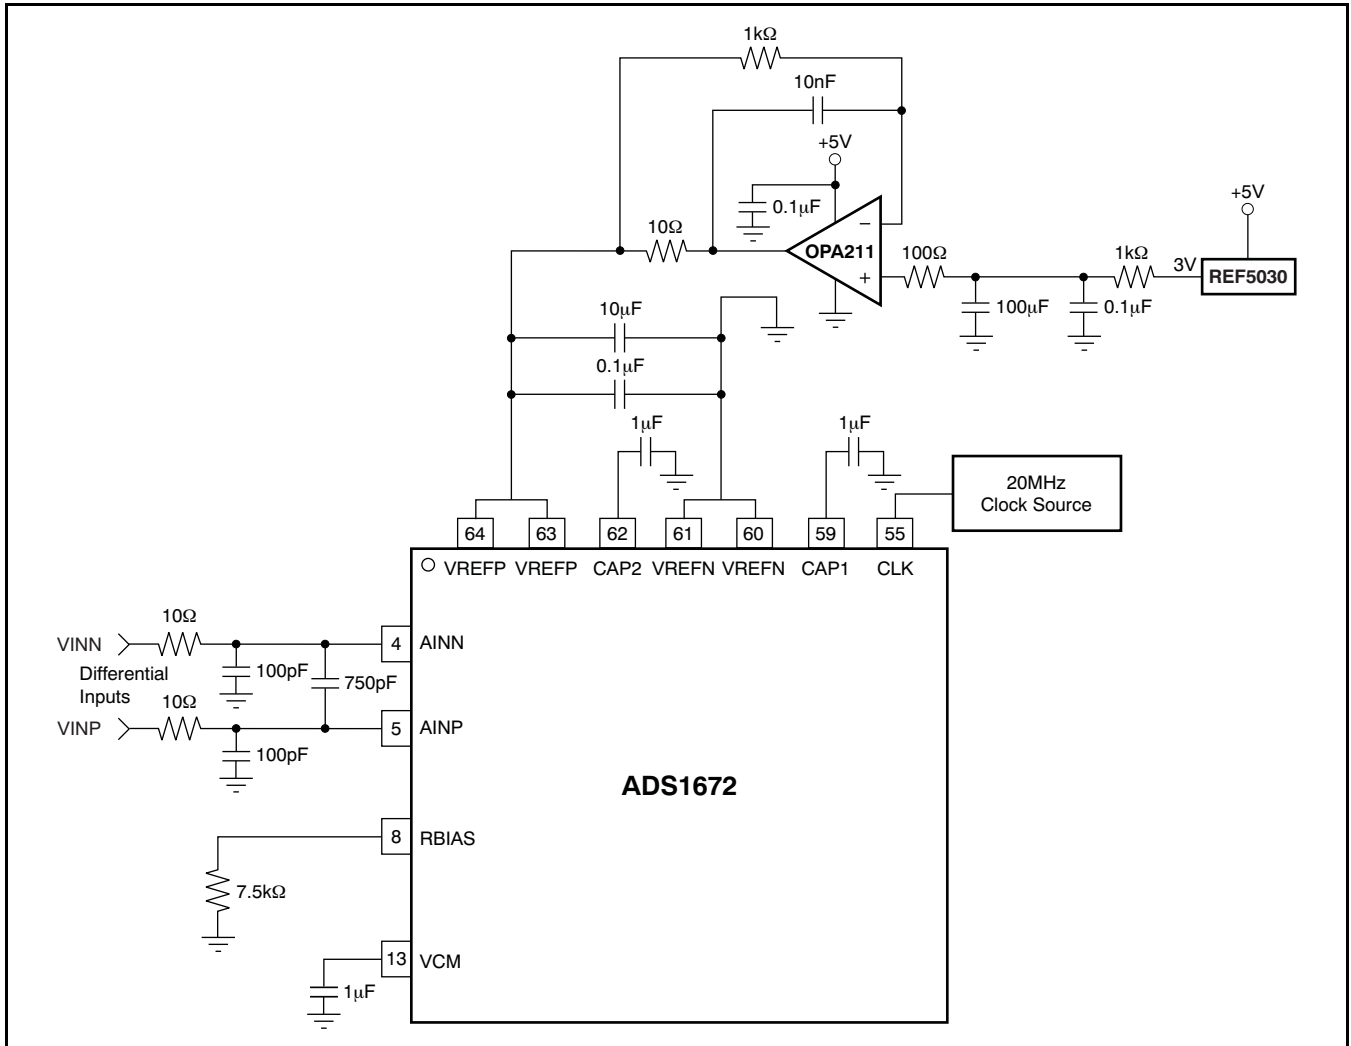 1kΩ
10nF
+5V
0.1μF
+5V
10Ω
OPA211
−
+
100Ω
1kΩ
3V
REF5030
100μF
0.1μF
10μF
0.1μF
1μF
1μF
20MHz
Clock Source
64 63 62 61 60 59 55
VREFP VREFP CAP2 VREFN VREFN CAP1 CLK
10Ω
VINN
4 AINN
100pF
750pF
Differential
Inputs
10Ω
VINP
5 AINP
100pF
ADS1672
8 RBIAS
7.5kΩ
13 VCM
1μF